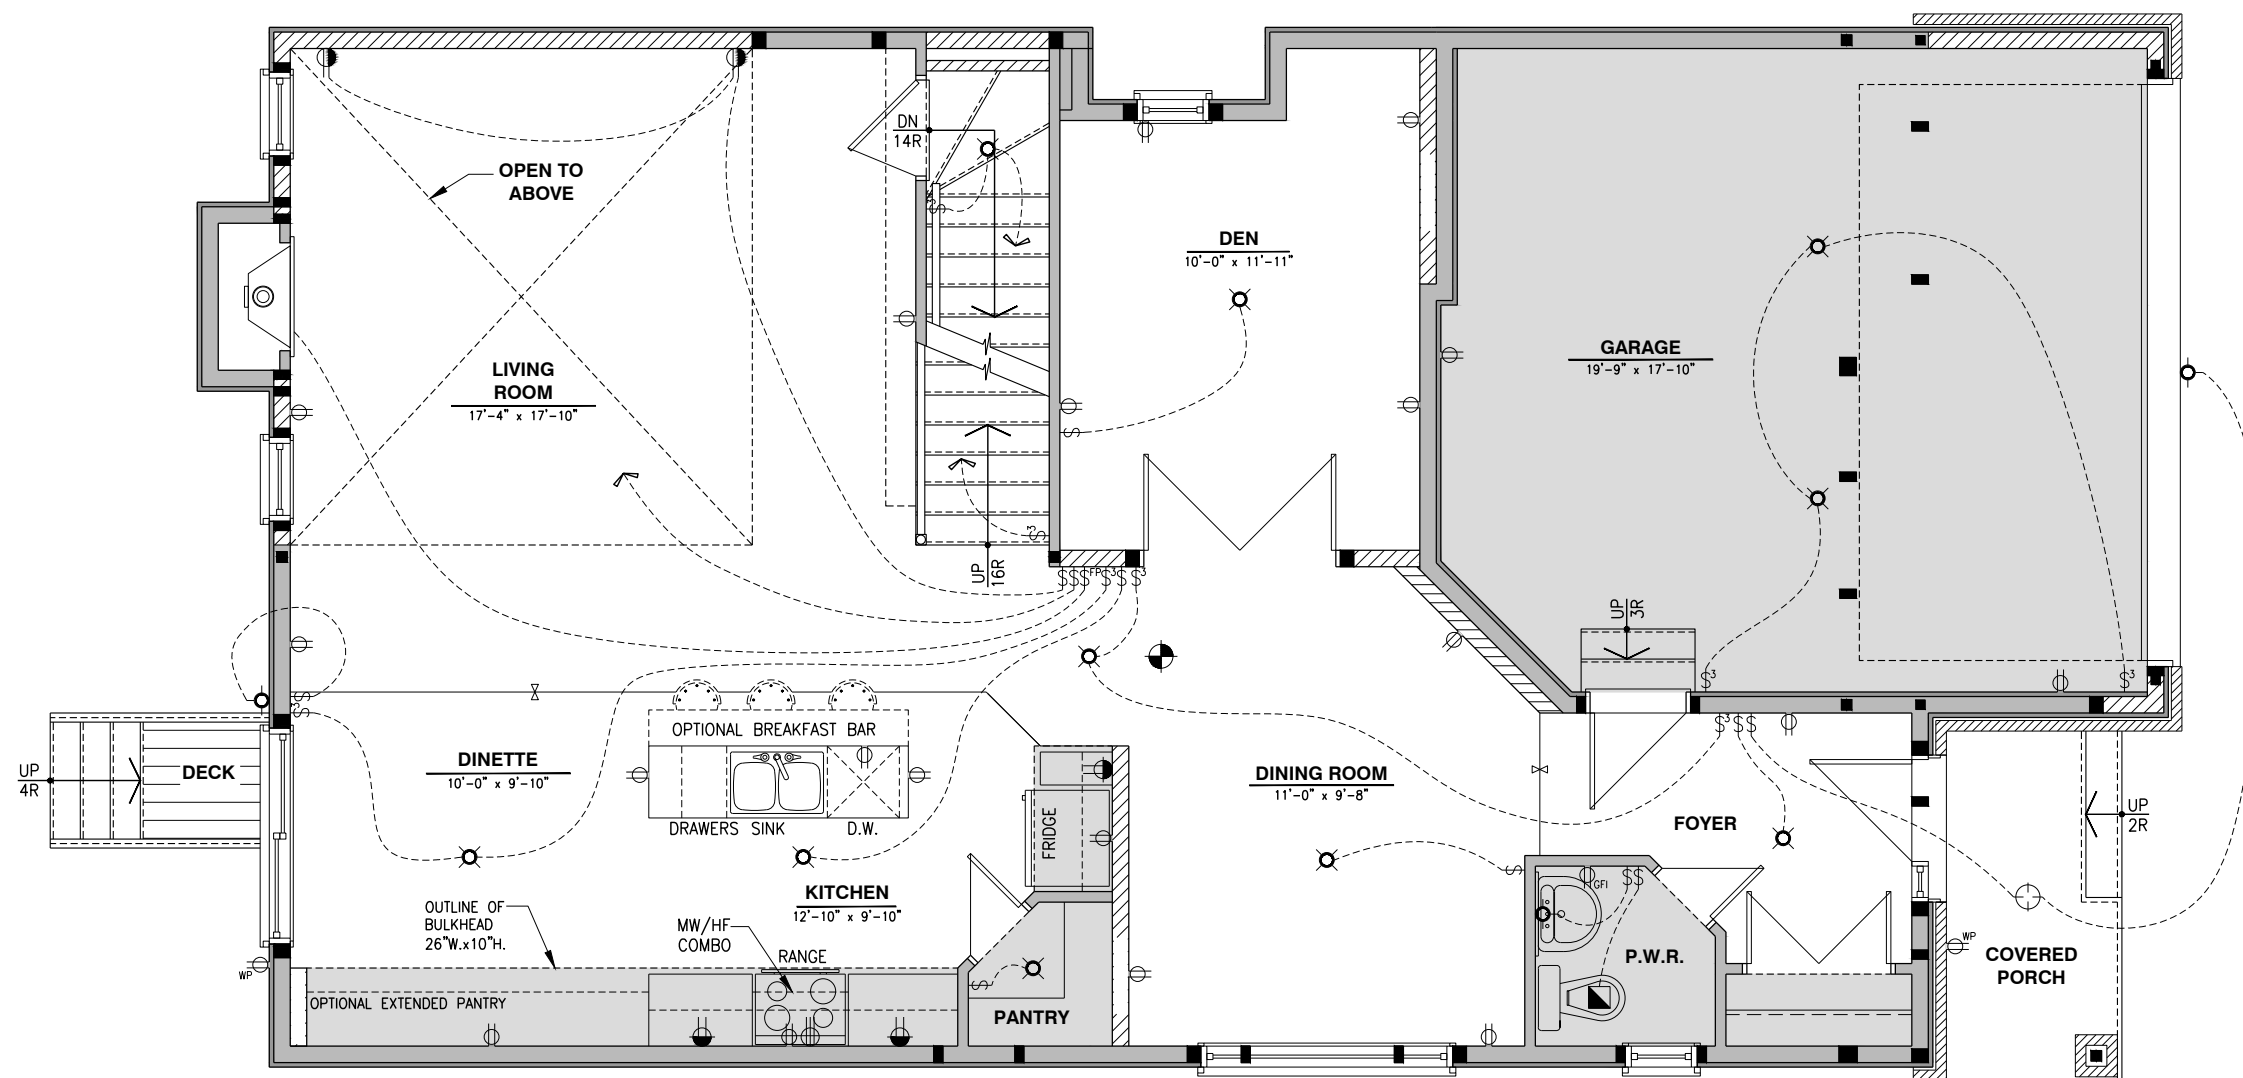 OPEN TO
ABOVE
DN
14R
DEN
10'-0" x 11'-11"
GARAGE
19'-9" x 17'-10"
LIVING
ROOM
17'-4" x 17'-10"
UP
16R
FP
UP
3R
OPTIONAL BREAKFAST BAR
DRAWERS SINK D.W.
UP
4R
DECK
DINETTE
10'-0" x 9'-10"
FRIDGE
DINING ROOM
11'-0" x 9'-8"
FOYER
UP
2R
KITCHEN
12'-10" x 9'-10"
OUTLINE OF
BULKHEAD
26"W.x10"H.
MW/HF
COMBO
RANGE
OPTIONAL EXTENDED PANTRY
PANTRY
GFI
P.W.R.
WP
WP
COVERED
PORCH